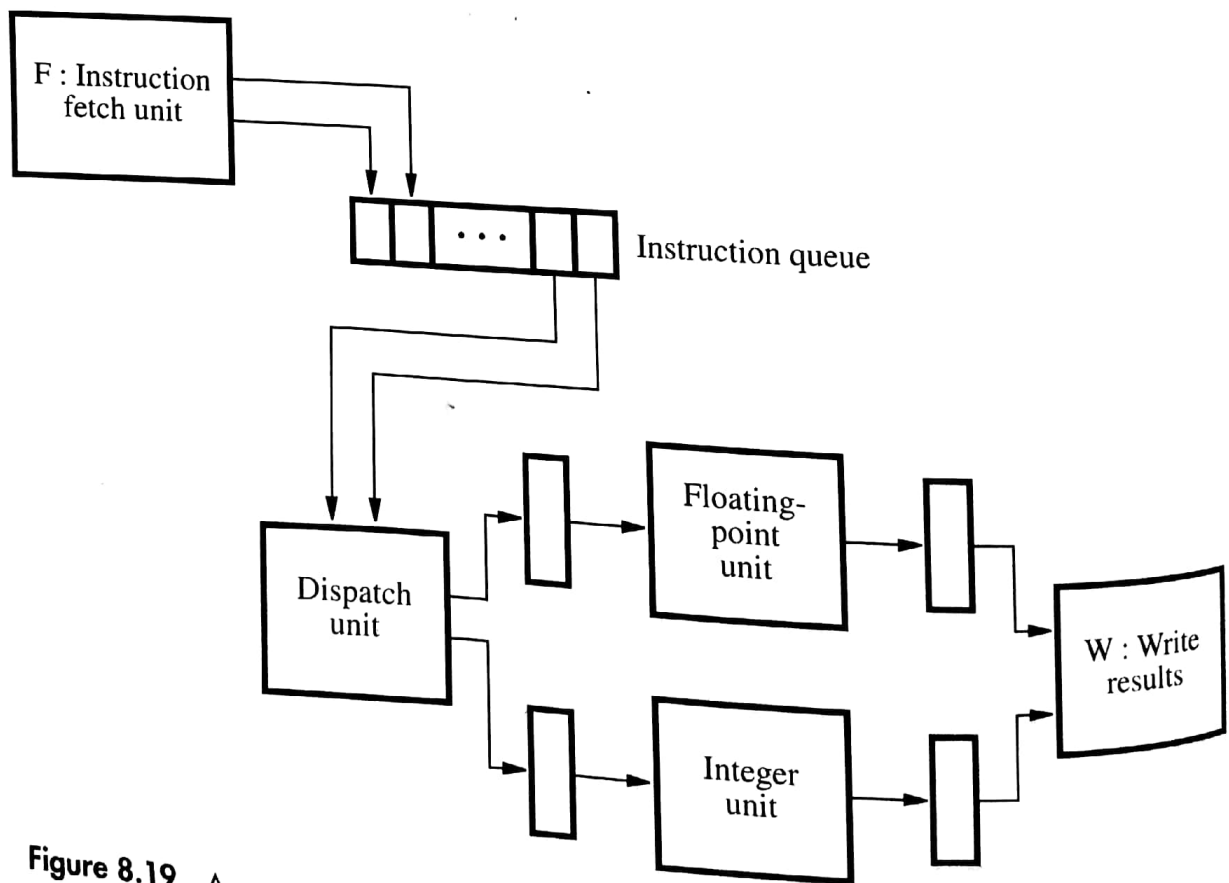 F : Instruction
fetch unit
• • •
Instruction queue
Floating-
point
unit
Dispatch
unit
W : Write
results
Integer
unit
Figure 8.19